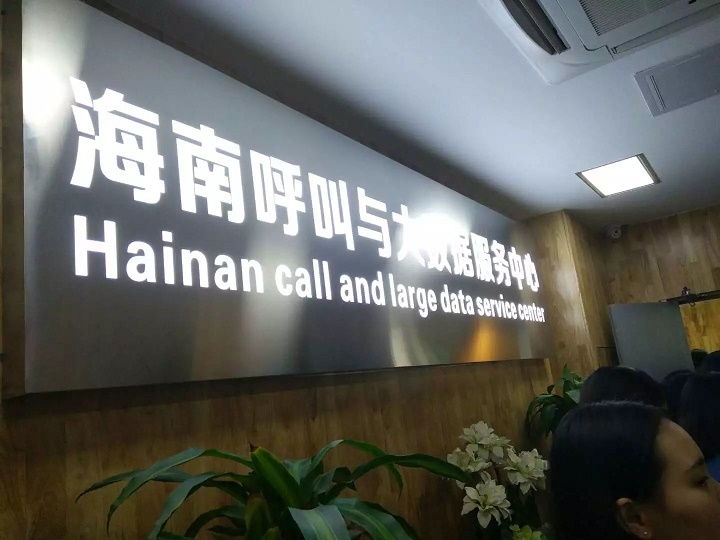 海南呼叫与大数据服务中心
Hainan call and large data service center